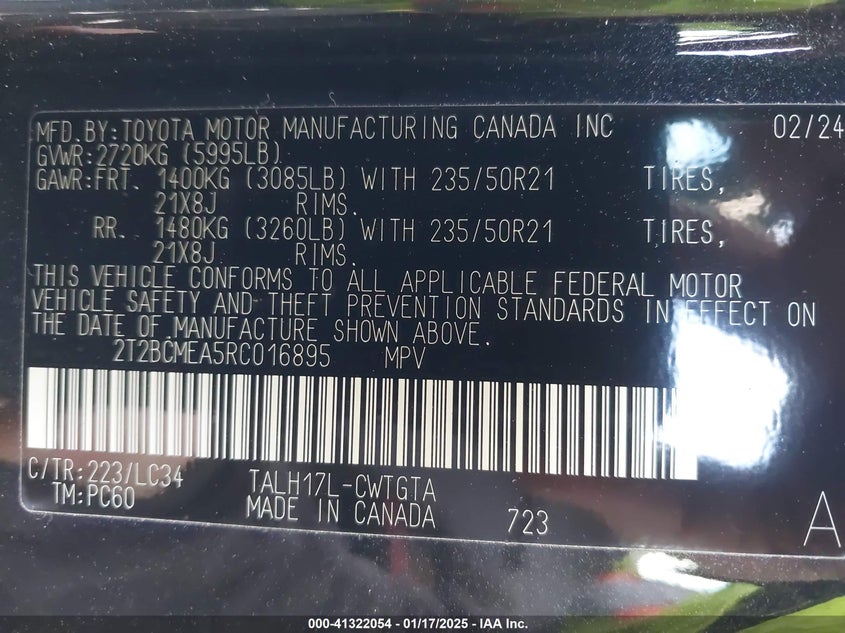 MFD.BY:TOYOTA MOTOR MANUFACTURING CANADA INC 02/24
GVWR:2720KG (5995LB)
GAWR:FRT. 1400KG (3085LB) WITH 235/50R21 TIRES,
21X8J RIMS.
RR. 1480KG (3260LB) WITH 235/50R21 TIRES,
21X8J RIMS.
THIS VEHICLE CONFORMS TO ALL APPLICABLE FEDERAL MOTOR
VEHICLE SAFETY AND THEFT PREVENTION STANDARDS IN EFFECT ON
THE DATE OF MANUFACTURE SHOWN ABOVE.
2T2BCMEA5RC016895 MPV
C/TR:223/LC34 TALH17L-CWTGTA
TM:PC60 MADE IN CANADA 723 A
000-41322054 - 01/17/2025 - IAA Inc.